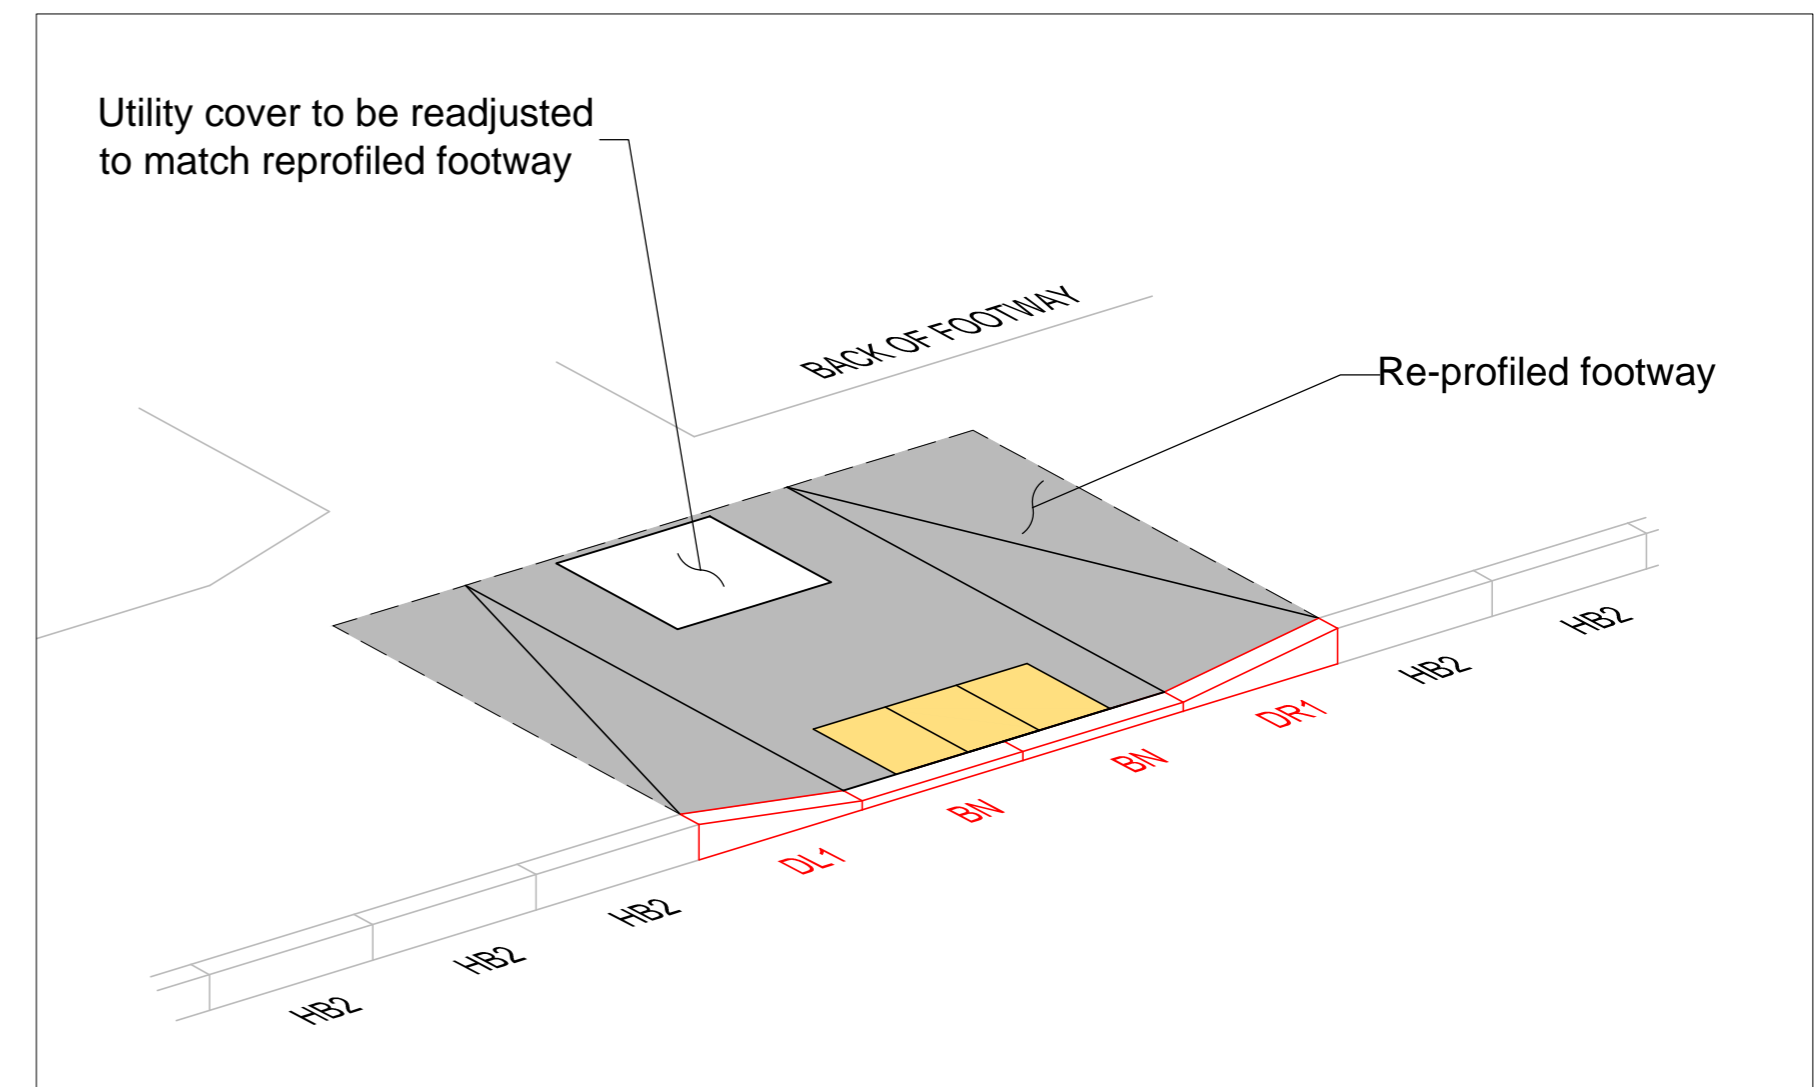 Utility cover to be readjusted
to match reprofiled footway
BACK OF FOOTWAY
Re-profiled footway
HB2
HB2
DR1
BN
BN
DL1
HB2
HB2
HB2